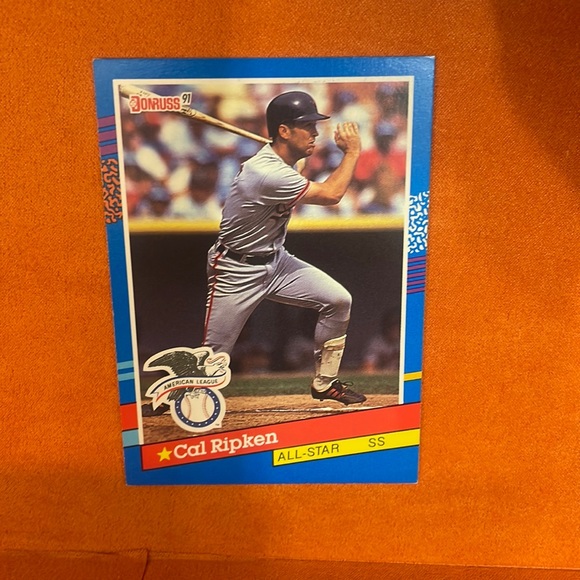 DONRUSS 91
AMERICAN LEAGUE
Cal Ripken
ALL-STAR SS